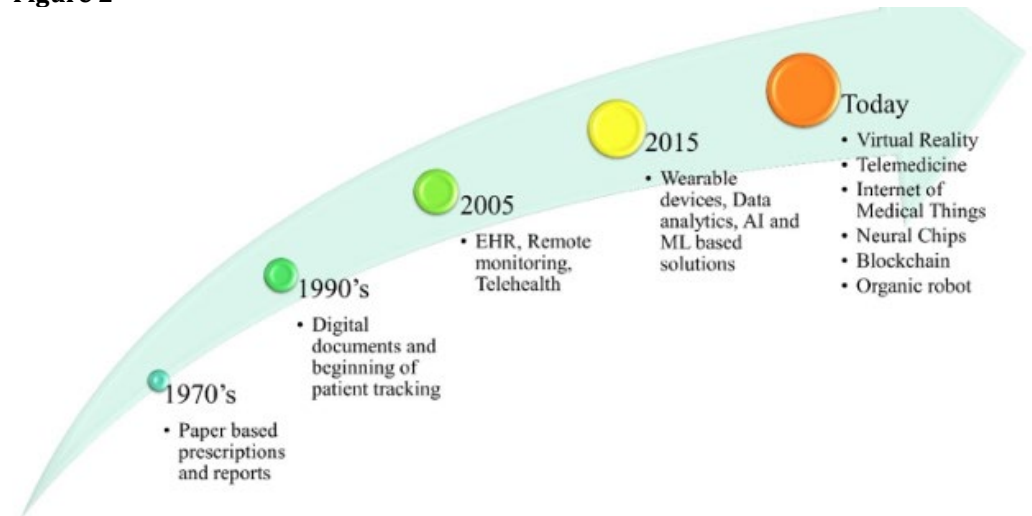 1970's
• Paper based
prescriptions
and reports
1990's
• Digital
documents and
beginning of
patient tracking
2005
• EHR, Remote
monitoring,
Telehealth
2015
• Wearable
devices, Data
analytics, AI and
ML based
solutions
Today
• Virtual Reality
• Telemedicine
• Internet of
Medical Things
• Neural Chips
• Blockchain
• Organic robot